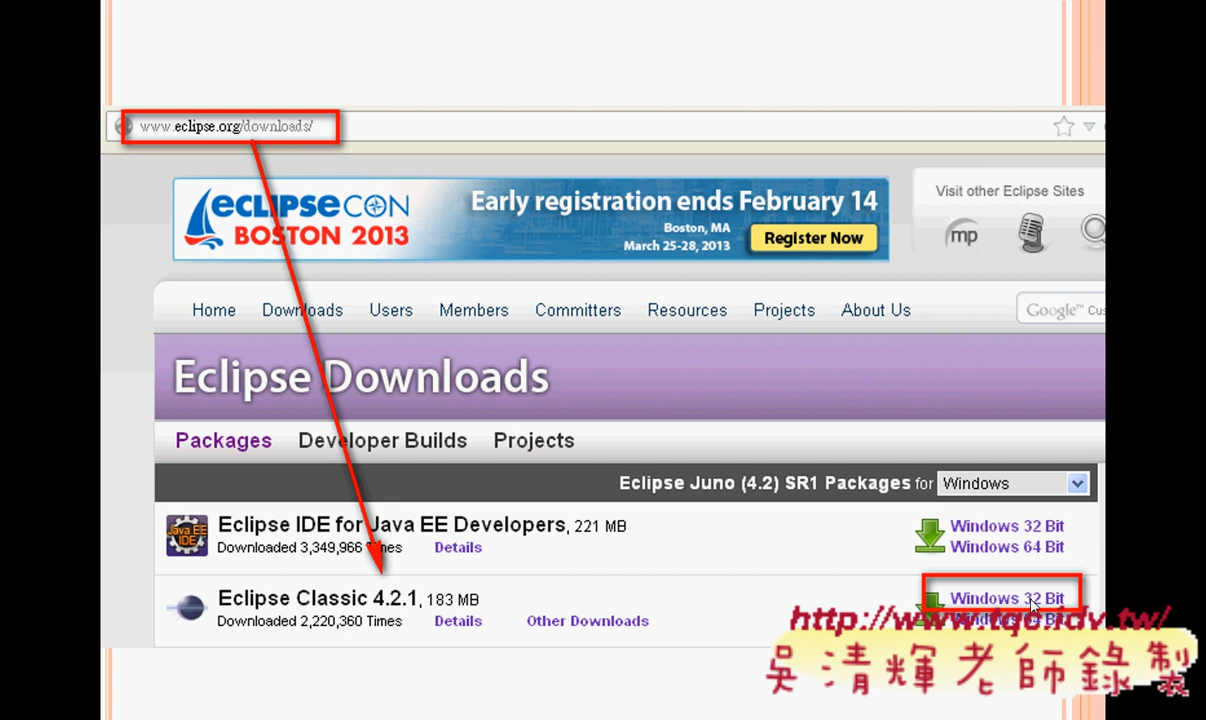 www.eclipse.org/downloads/
eclipsecon
BOSTON 2013
Early registration ends February 14
Boston, MA
March 25-28, 2013
Register Now
Visit other Eclipse Sites
mp
Home Downloads Users Members Committers Resources Projects About Us
Google™ Cus
Eclipse Downloads
Packages Developer Builds Projects
Eclipse Juno (4.2) SR1 Packages for Windows
Java EE
IDE
Eclipse IDE for Java EE Developers, 221 MB
Downloaded 3,349,966 Times Details
Windows 32 Bit
Windows 64 Bit
Eclipse Classic 4.2.1, 183 MB
Downloaded 2,220,360 Times Details Other Downloads
Windows 32 Bit
Windows 64 Bit
http://www.tqc.idv.tw/
吳清輝老師錄製